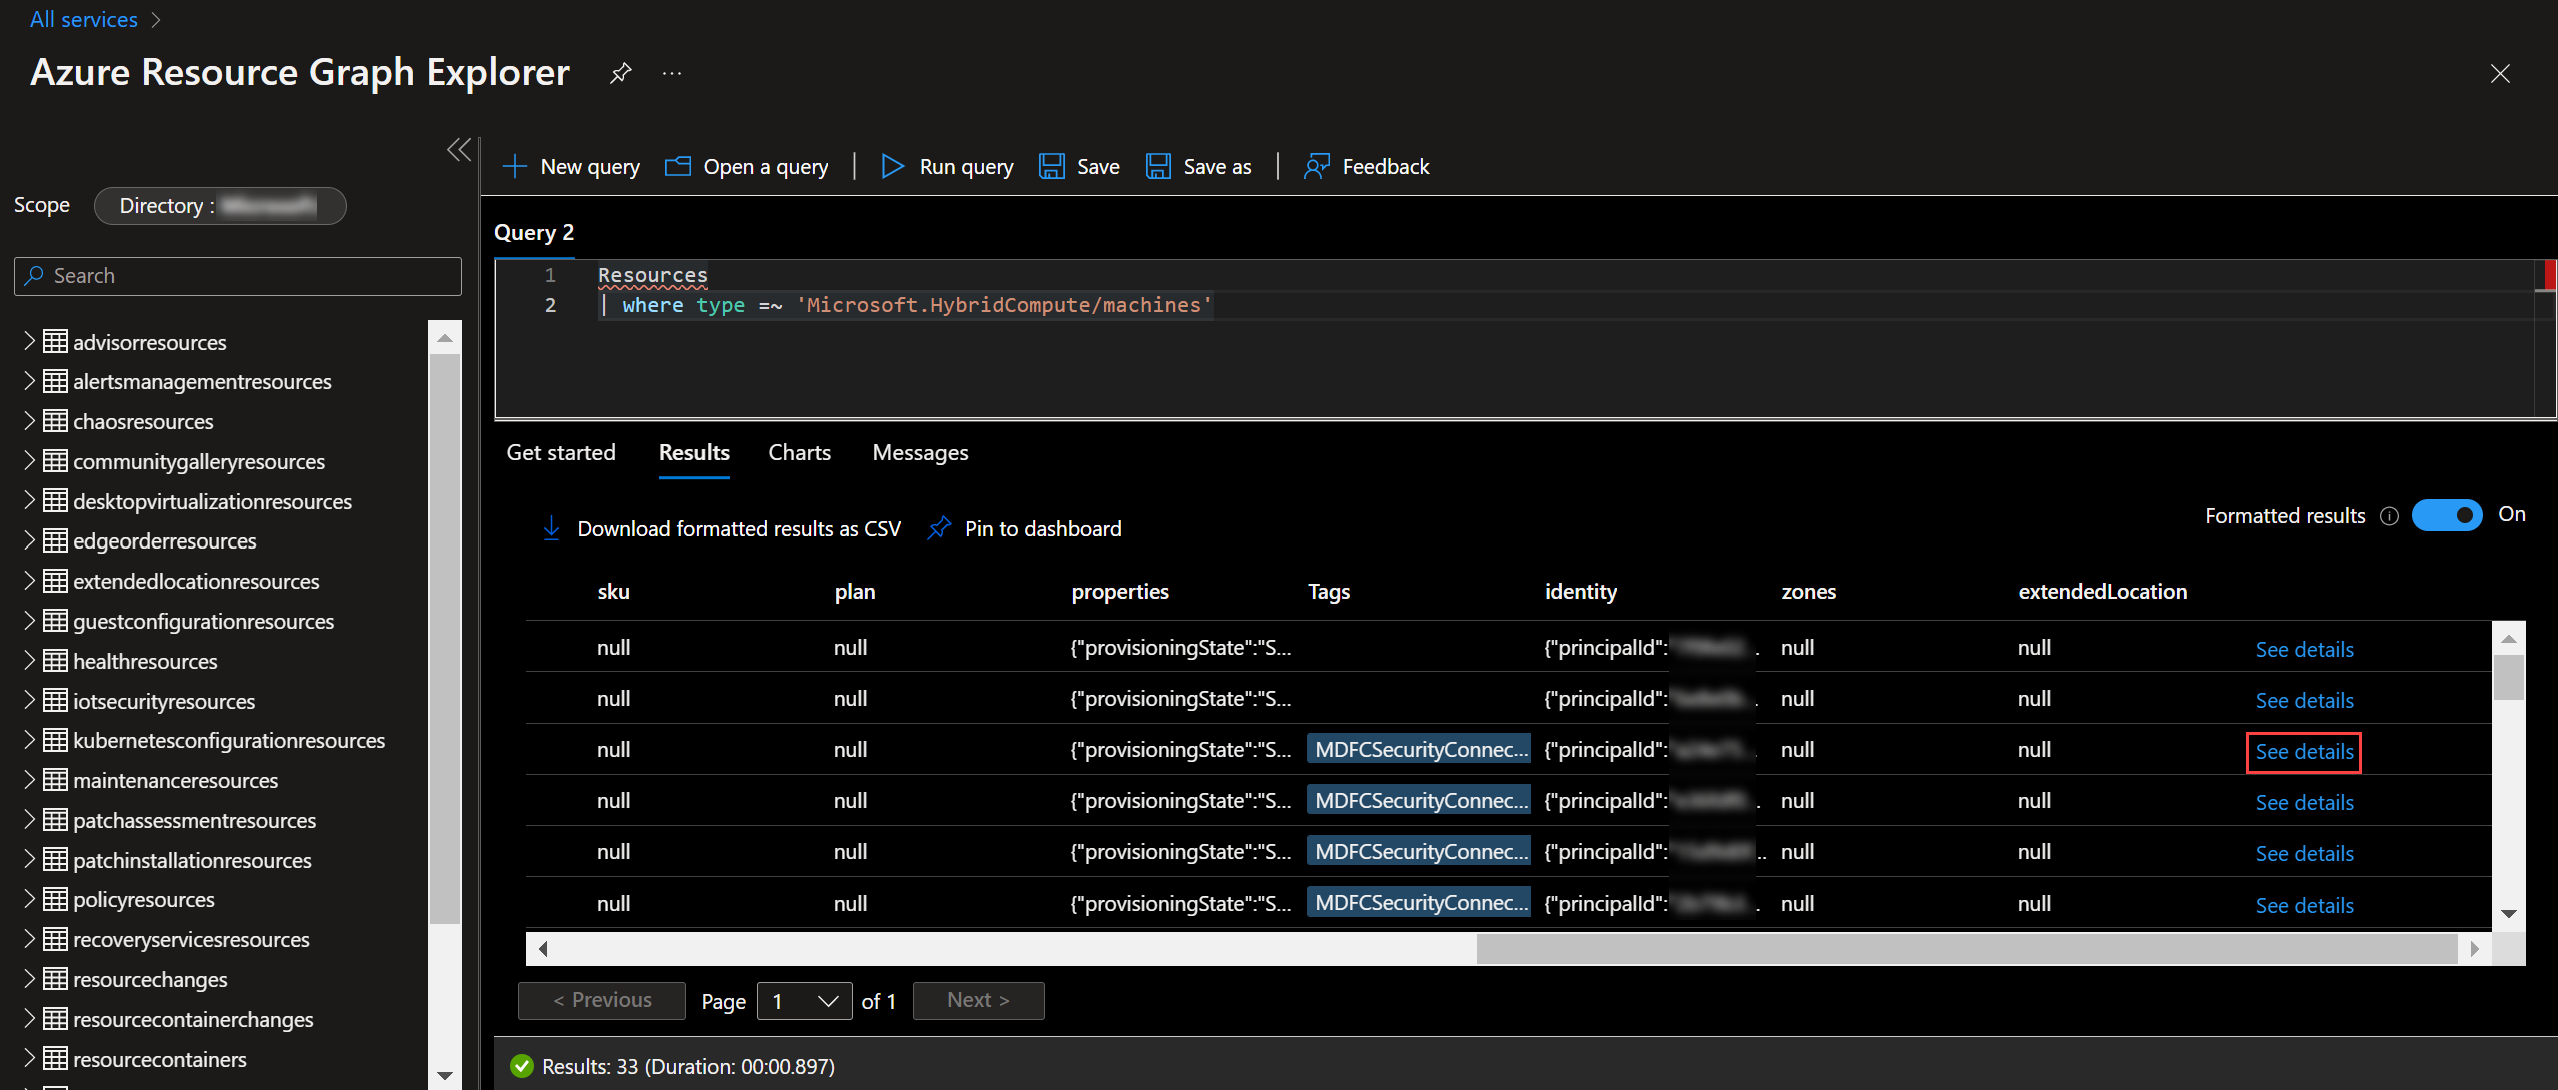 All services
Azure Resource Graph Explorer
Scope
Directory :
Search
advisorresources
alertsmanagementresources
chaosresources
communitygalleryresources
desktopvirtualizationresources
edgeorderresources
extendedlocationresources
guestconfigurationresources
healthresources
iotsecurityresources
kubernetesconfigurationresources
maintenanceresources
patchassessmentresources
patchinstallationresources
policyresources
recoveryservicesresources
resourcechanges
resourcecontainerchanges
resourcecontainers
New query Open a query | Run query Save Save as | Feedback
Query 2
1 Resources
2 | where type =~ 'Microsoft.HybridCompute/machines'
Get started Results Charts Messages
Download formatted results as CSV Pin to dashboard
Formatted results On
sku plan properties Tags identity zones extendedLocation
null null {"provisioningState":"S... {"principalId": null null See details
null null {"provisioningState":"S... {"principalId": null null See details
null null {"provisioningState":"S... MDFCSecurityConnec... {"principalId": null null See details
null null {"provisioningState":"S... MDFCSecurityConnec... {"principalId": null null See details
null null {"provisioningState":"S... MDFCSecurityConnec... {"principalId": null null See details
null null {"provisioningState":"S... MDFCSecurityConnec... {"principalId": null null See details
< Previous Page 1 of 1 Next >
Results: 33 (Duration: 00:00.897)